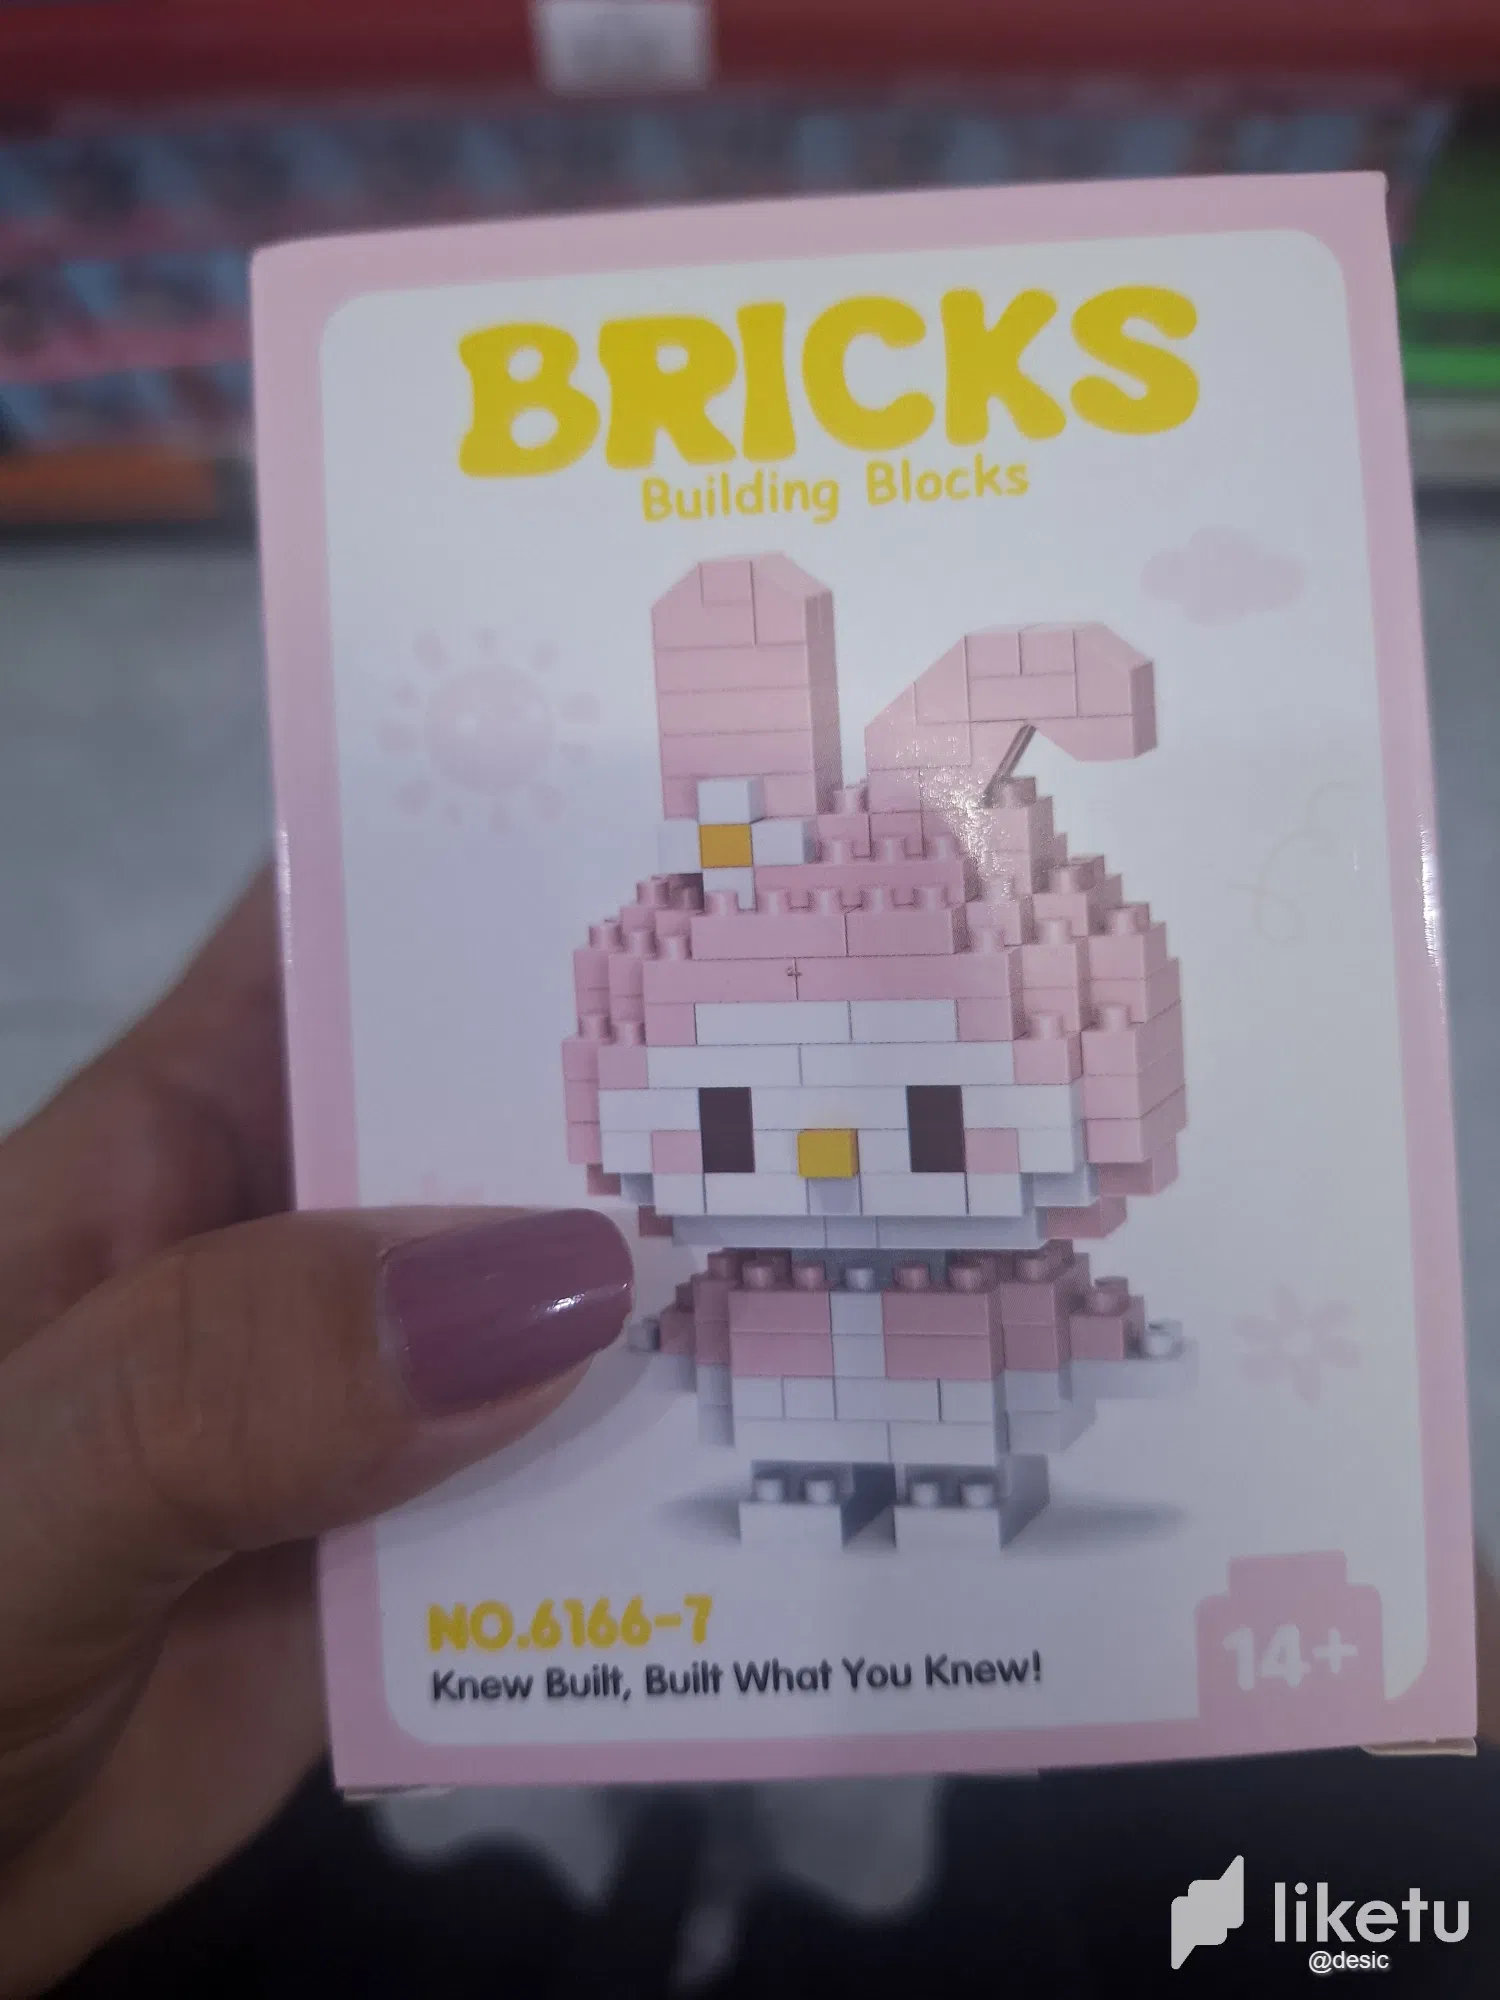 BRICKS
Building Blocks
NO.6166-7
Knew Built, Built What You Knew!
14+
liketu
@desic